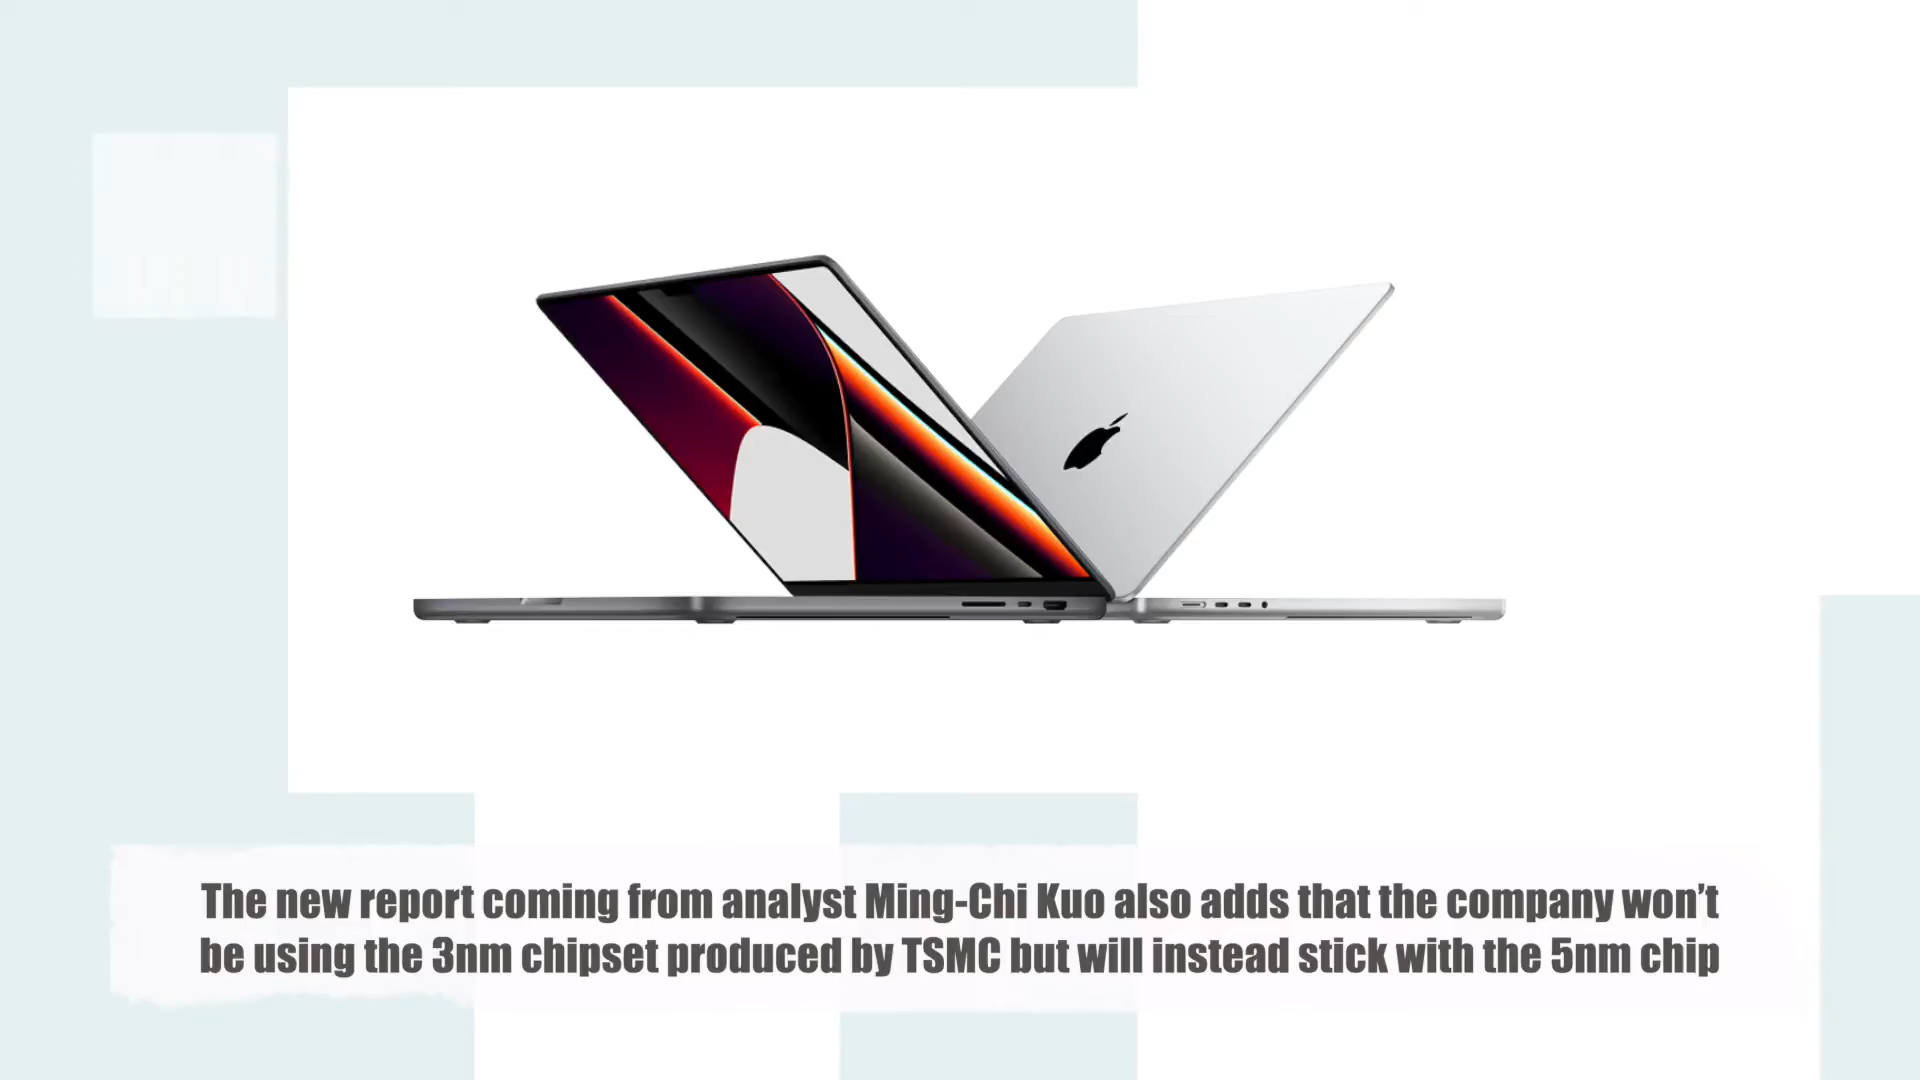 The new report coming from analyst Ming-Chi Kuo also adds that the company won’t
be using the 3nm chipset produced by TSMC but will instead stick with the 5nm chip